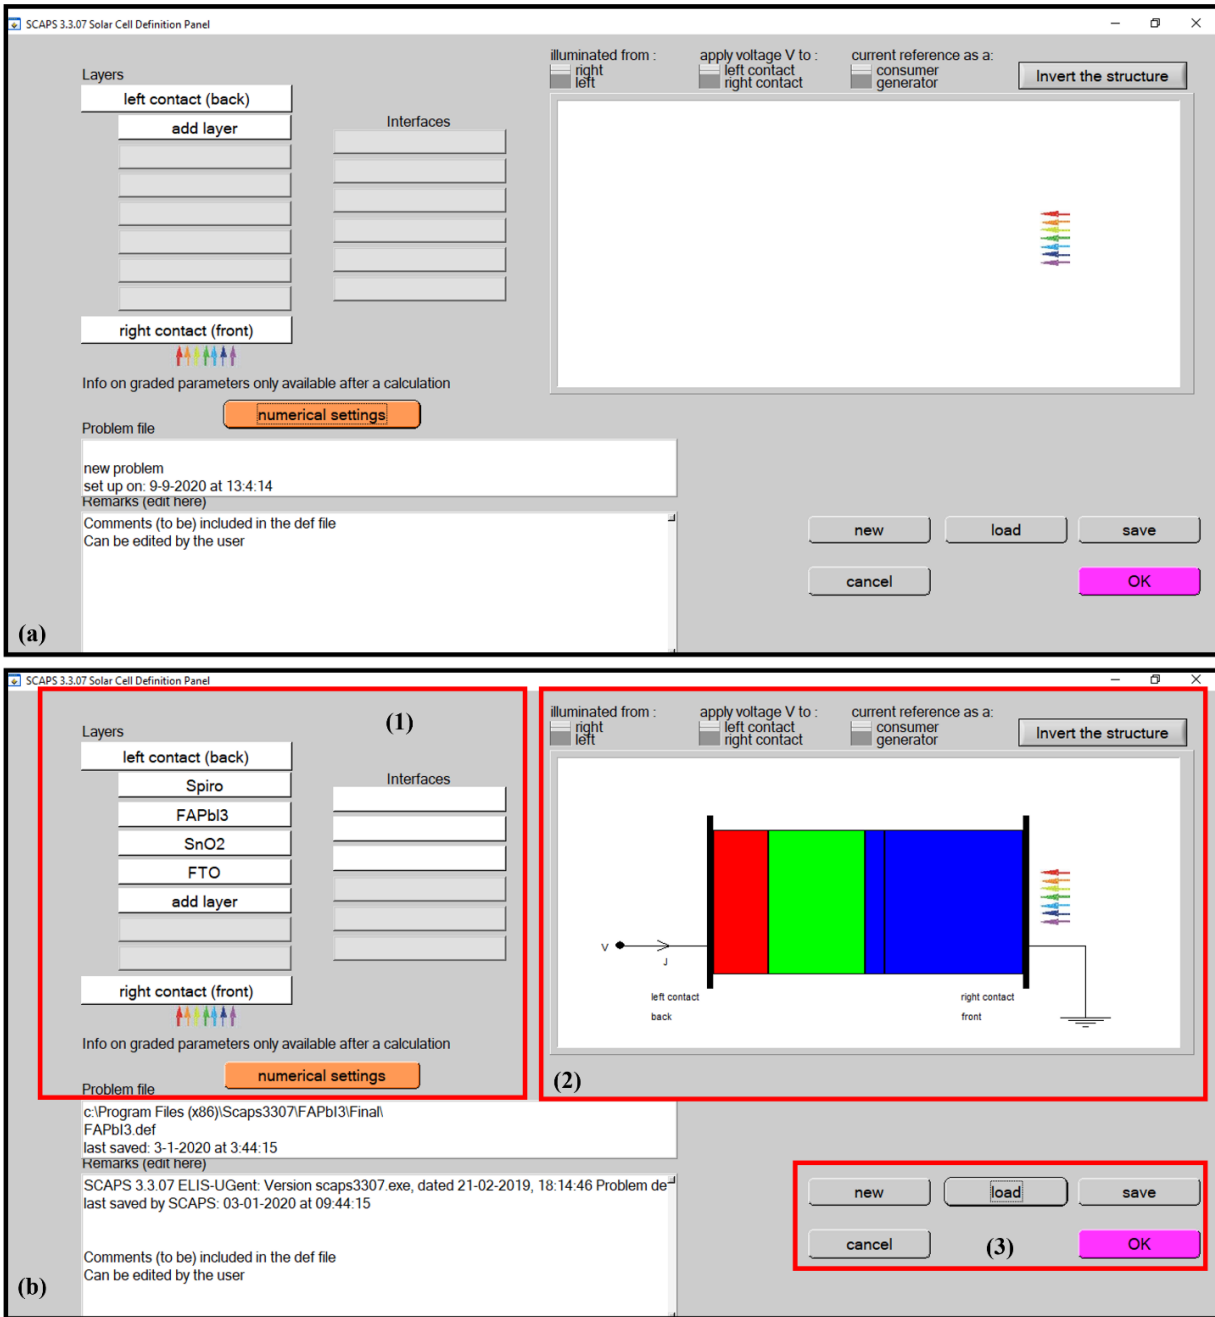 SCAPS 3.3.07 Solar Cell Definition Panel
illuminated from :
right
left
apply voltage V to :
left contact
right contact
current reference as a:
consumer
generator
Invert the structure
Layers
left contact (back)
add layer
Interfaces
right contact (front)
Info on graded parameters only available after a calculation
numerical settings
Problem file
new problem
set up on: 9-9-2020 at 13:4:14
Remarks (edit here)
Comments (to be) included in the def file
Can be edited by the user
new
load
save
cancel
OK
(a)
SCAPS 3.3.07 Solar Cell Definition Panel
(1)
Layers
left contact (back)
Spiro
FAPbI3
SnO2
FTO
add layer
Interfaces
right contact (front)
Info on graded parameters only available after a calculation
numerical settings
illuminated from :
right
left
apply voltage V to :
left contact
right contact
current reference as a:
consumer
generator
Invert the structure
V
J
left contact
back
right contact
front
(2)
Problem file
c:\Program Files (x86)\Scaps3307\FAPbI3\Final\
FAPbI3.def
last saved: 3-1-2020 at 3:44:15
Remarks (edit here)
SCAPS 3.3.07 ELIS-UGent: Version scaps3307.exe, dated 21-02-2019, 18:14:46 Problem de
last saved by SCAPS: 03-01-2020 at 09:44:15
Comments (to be) included in the def file
Can be edited by the user
new
load
save
cancel
(3)
OK
(b)